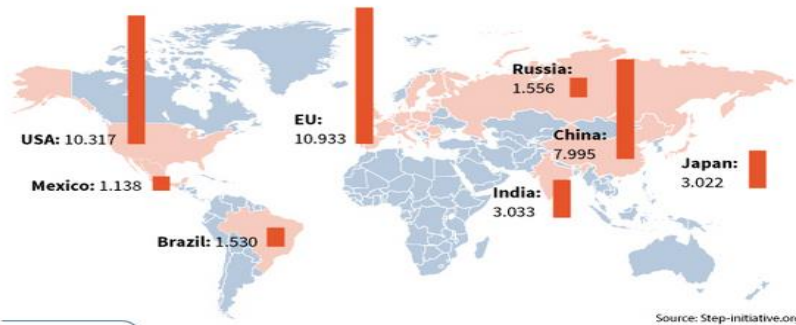 Russia:
1.556
EU:
10.933
USA: 10.317
China:
7.995
Japan:
3.022
Mexico: 1.138
India:
3.033
Brazil: 1.530
Source: Step-initiative.org